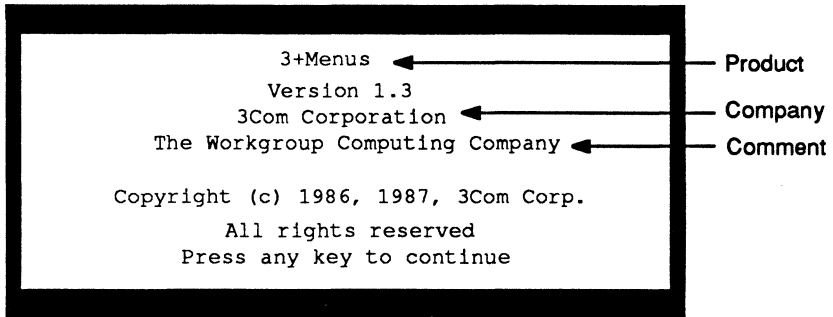 3+Menus
Product
Version 1.3
3Com Corporation
Company
The Workgroup Computing Company
Comment
Copyright (c) 1986, 1987, 3Com Corp.
All rights reserved
Press any key to continue